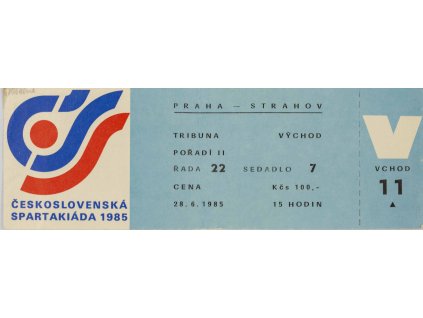 ČS
ČESKOSLOVENSKÁ
SPARTAKIÁDA 1985
PRAHA – STRAHOV
TRIBUNA VÝCHOD
POŘADÍ II
ŘADA 22 SEDADLO 7
CENA Kčs 100,-
28.6.1985 15 HODIN
V
VCHOD
11